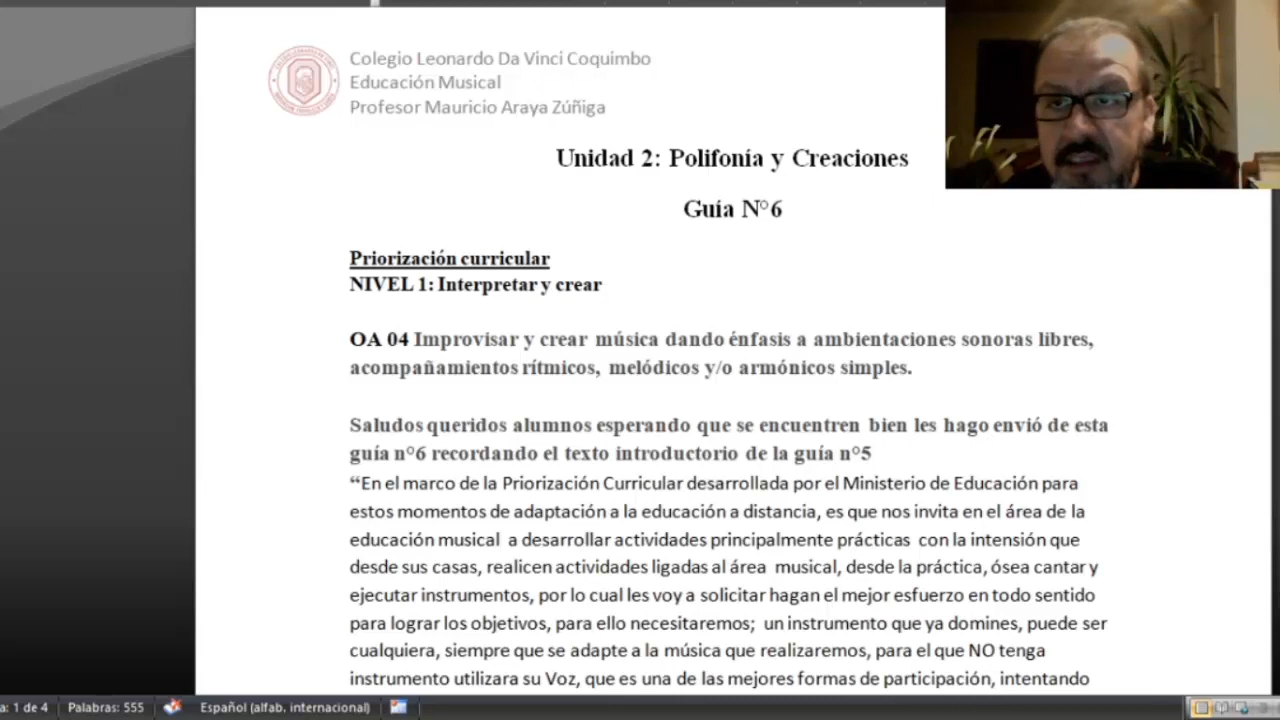 Colegio Leonardo Da Vinci Coquimbo
Educación Musical
Profesor Mauricio Araya Zúñiga
Unidad 2: Polifonía y Creaciones
Guía N°6
Priorización curricular
NIVEL 1: Interpretar y crear
OA 04 Improvisar y crear música dando énfasis a ambientaciones sonoras libres,
acompañamientos rítmicos, melódicos y/o armónicos simples.
Saludos queridos alumnos esperando que se encuentren bien les hago envió de esta
guía n°6 recordando el texto introductorio de la guía n°5
“En el marco de la Priorización Curricular desarrollada por el Ministerio de Educación para
estos momentos de adaptación a la educación a distancia, es que nos invita en el área de la
educación musical a desarrollar actividades principalmente prácticas con la intensión que
desde sus casas, realicen actividades ligadas al área musical, desde la práctica, ósea cantar y
ejecutar instrumentos, por lo cual les voy a solicitar hagan el mejor esfuerzo en todo sentido
para lograr los objetivos, para ello necesitaremos; un instrumento que ya domines, puede ser
cualquiera, siempre que se adapte a la música que realizaremos, para el que NO tenga
instrumento utilizara su Voz, que es una de las mejores formas de participación, intentando
a: 1 de 4 Palabras: 555 Español (alfab. internacional)